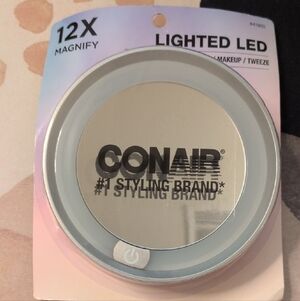 12X
MAGNIFY
LIGHTED LED
MAKEUP / TWEEZE
CONAIR®
#1 STYLING BRAND*